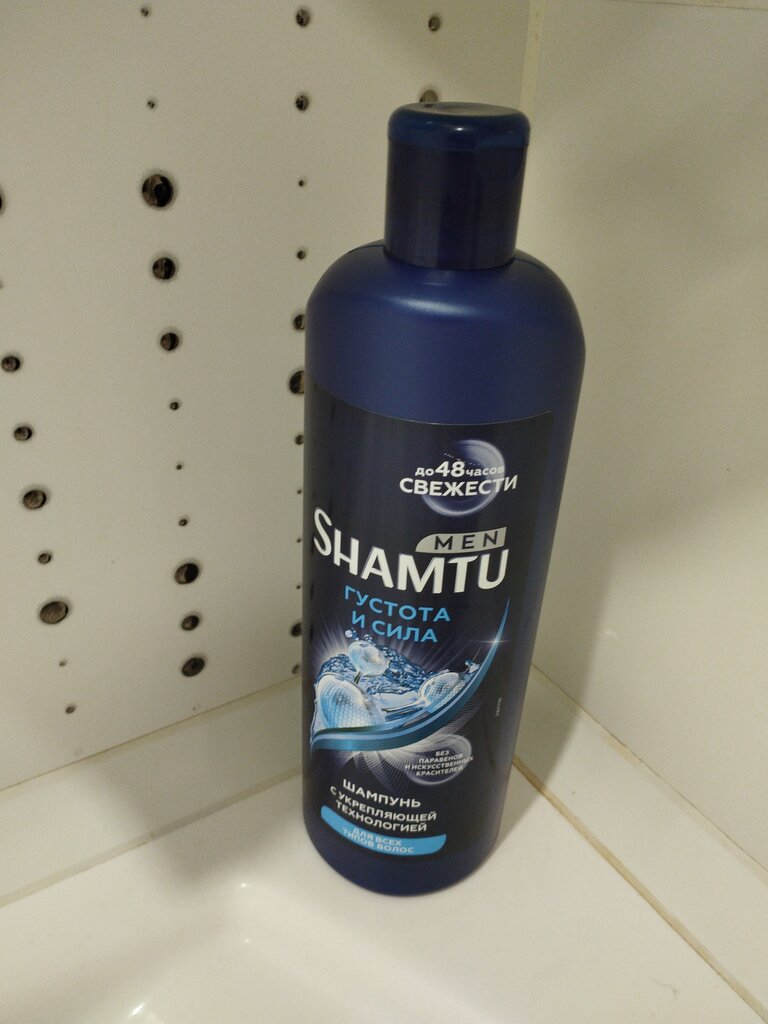 до 48 часов
СВЕЖЕСТИ
MEN
SHAMTU
ГУСТОТА
И СИЛА
БЕЗ
ПАРАБЕНОВ
И ИСКУССТВЕННЫХ
КРАСИТЕЛЕЙ
ШАМПУНЬ
С УКРЕПЛЯЮЩЕЙ
ТЕХНОЛОГИЕЙ
ДЛЯ ВСЕХ
ТИПОВ ВОЛОС